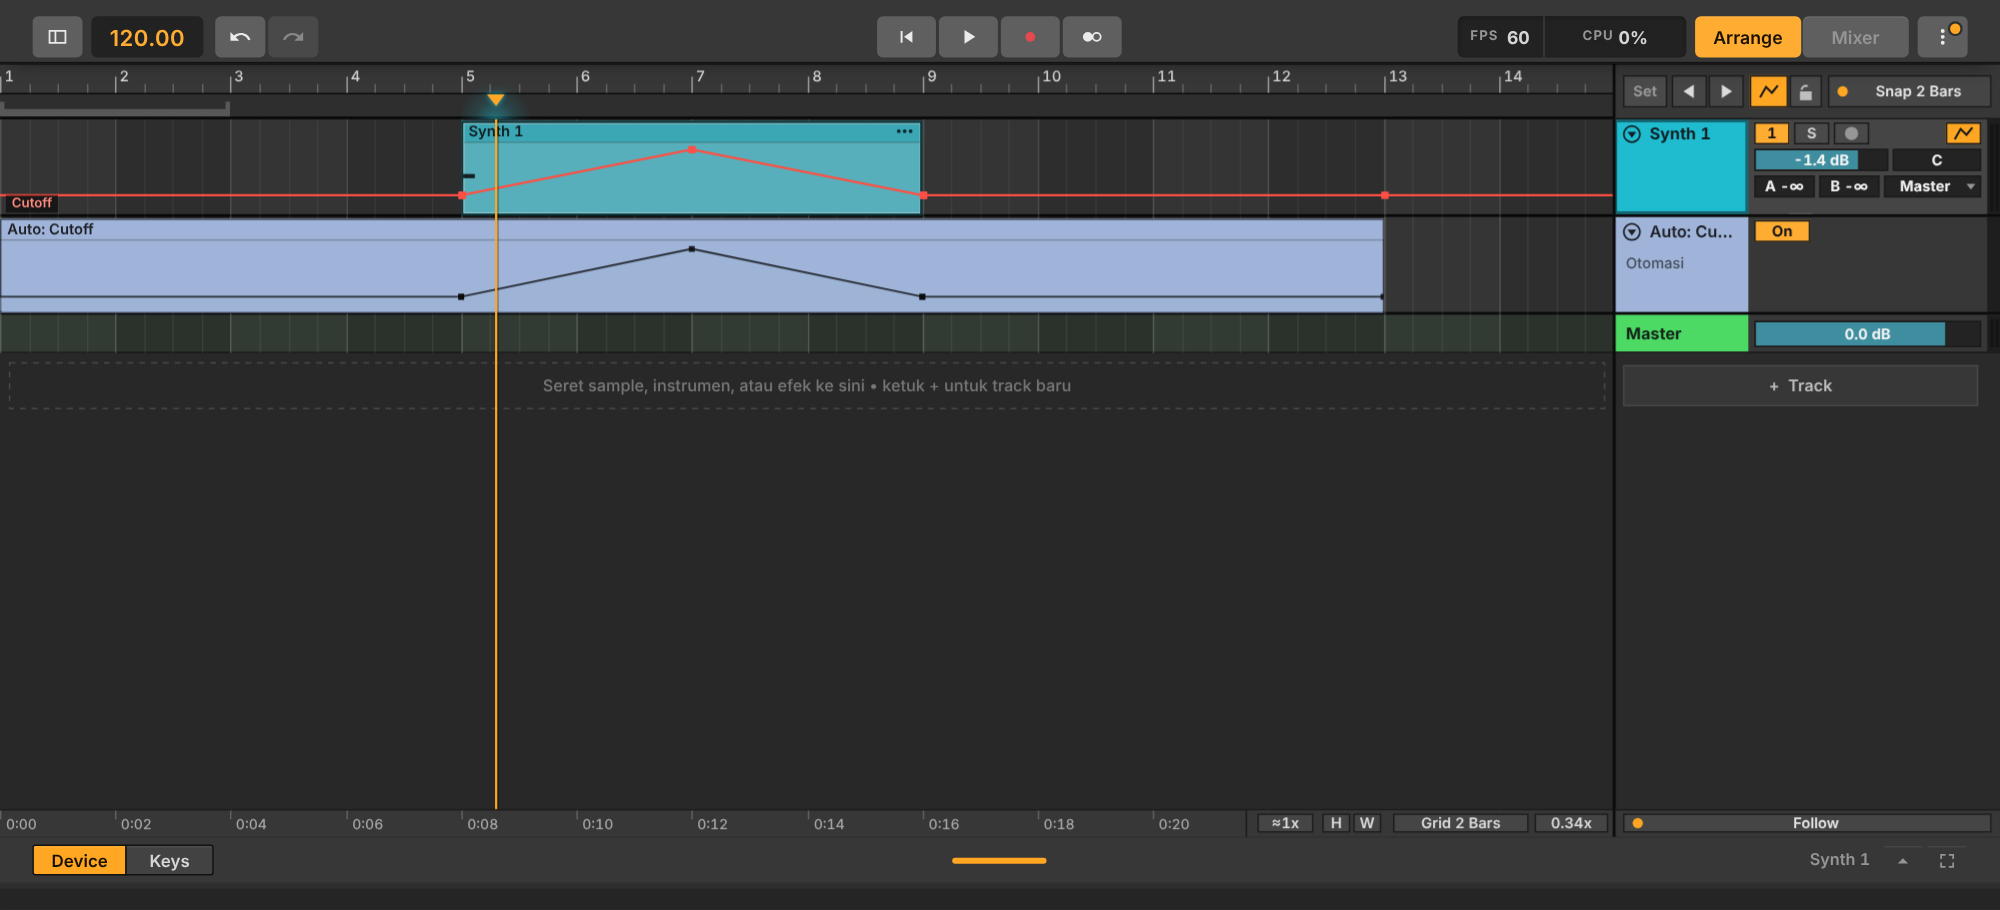 120.00
FPS 60 CPU 0% Arrange Mixer
1 2 3 4 5 6 7 8 9 10 11 12 13 14
Set Snap 2 Bars
Synth 1
Cutoff
Synth 1 1 S
-1.4 dB C
A -∞ B -∞ Master
Auto: Cutoff
Auto: Cu... On
Otomasi
Master 0.0 dB
Seret sample, instrumen, atau efek ke sini • ketuk + untuk track baru
+ Track
0:00 0:02 0:04 0:06 0:08 0:10 0:12 0:14 0:16 0:18 0:20
≈1x H W Grid 2 Bars 0.34x Follow
Device Keys Synth 1